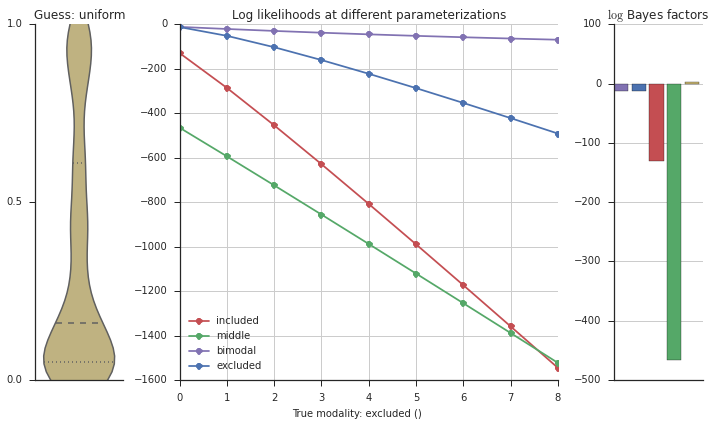 Guess: uniform
1.0
0.5
0.0
Log likelihoods at different parameterizations
0
−200
−400
−600
−800
−1000
−1200
−1400
−1600
included
middle
bimodal
excluded
0 1 2 3 4 5 6 7 8
True modality: excluded ()
log Bayes factors
100
0
−100
−200
−300
−400
−500